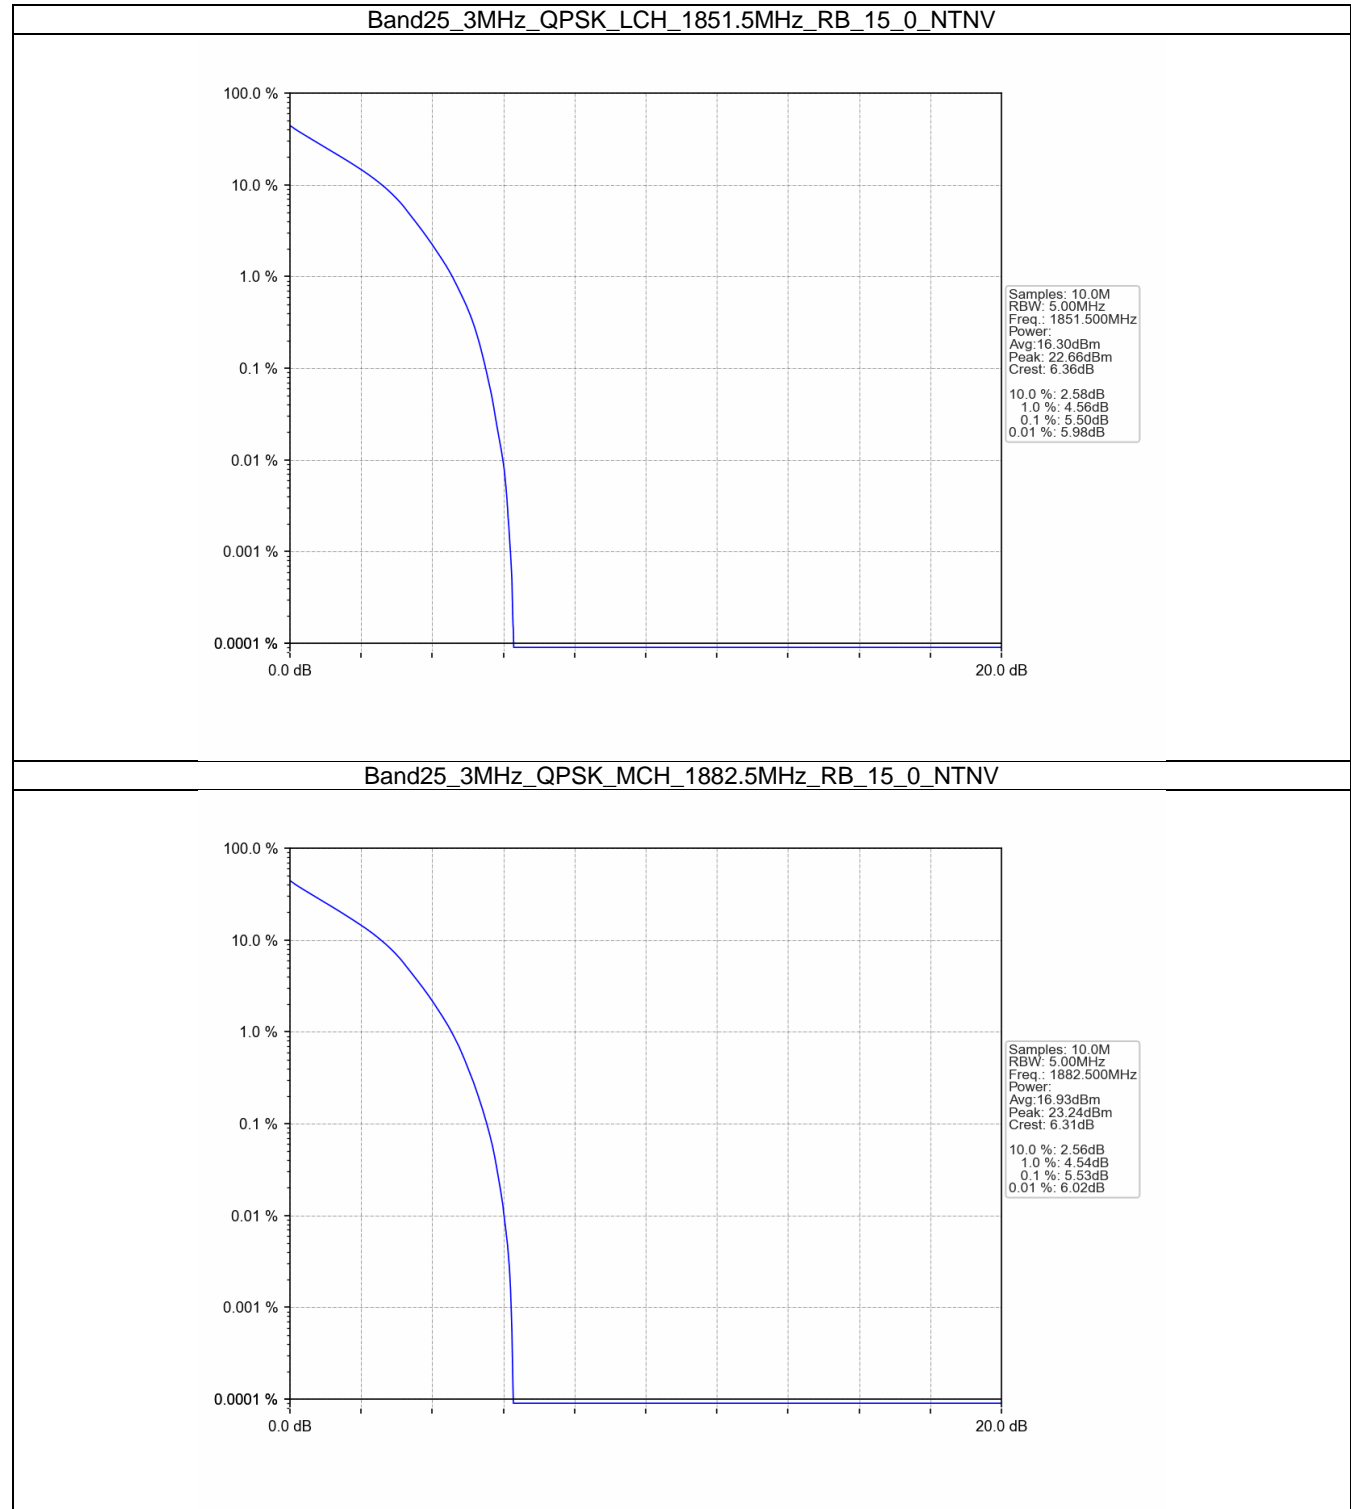 Band25_3MHz_QPSK_LCH_1851.5MHz_RB_15_0_NTNV
100.0 %
10.0 %
1.0 %
0.1 %
0.01 %
0.001 %
0.0001 %
0.0 dB
20.0 dB
Samples: 10.0M
RBW: 5.00MHz
Freq.: 1851.500MHz
Power:
Avg:16.30dBm
Peak: 22.66dBm
Crest: 6.36dB
10.0 %: 2.58dB
1.0 %: 4.56dB
0.1 %: 5.50dB
0.01 %: 5.98dB
Band25_3MHz_QPSK_MCH_1882.5MHz_RB_15_0_NTNV
100.0 %
10.0 %
1.0 %
0.1 %
0.01 %
0.001 %
0.0001 %
0.0 dB
20.0 dB
Samples: 10.0M
RBW: 5.00MHz
Freq.: 1882.500MHz
Power:
Avg:16.93dBm
Peak: 23.24dBm
Crest: 6.31dB
10.0 %: 2.56dB
1.0 %: 4.54dB
0.1 %: 5.53dB
0.01 %: 6.02dB